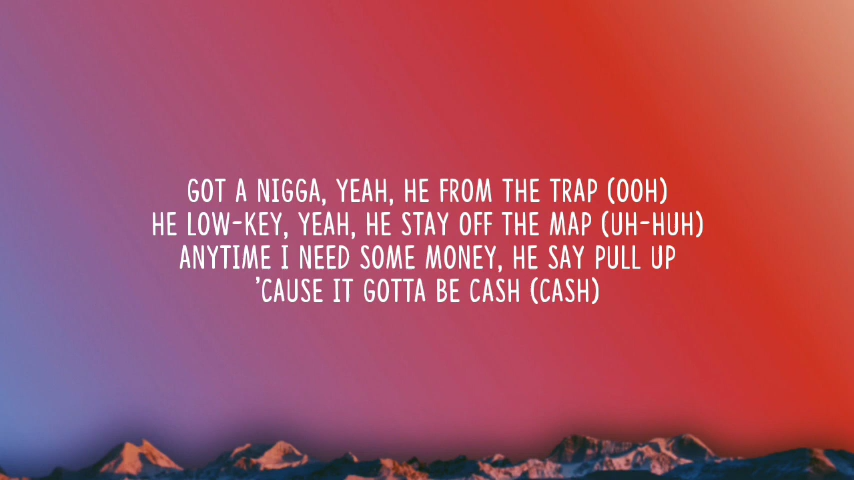 GOT A NIGGA, YEAH, HE FROM THE TRAP (OOH)
HE LOW-KEY, YEAH, HE STAY OFF THE MAP (UH-HUH)
ANYTIME I NEED SOME MONEY, HE SAY PULL UP
'CAUSE IT GOTTA BE CASH (CASH)